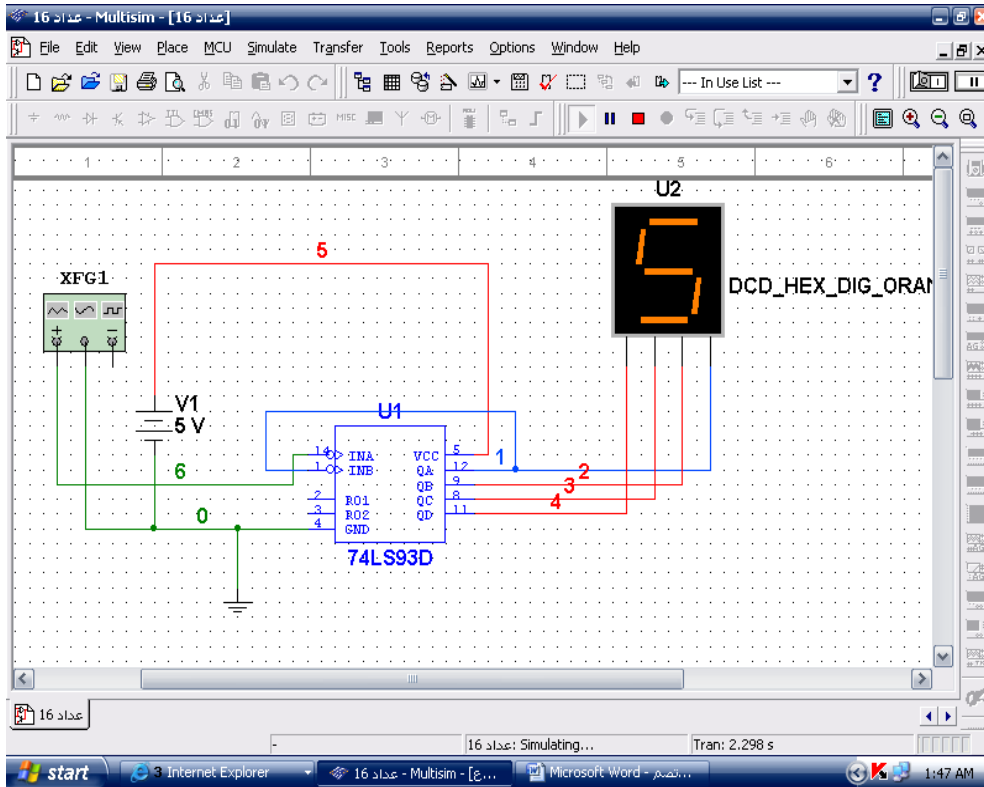 عداد 16 - Multisim - [عداد 16]
File Edit View Place MCU Simulate Transfer Tools Reports Options Window Help
--- In Use List ---
1 2 3 4 5 6
U2
5
5
XFG1
DCD_HEX_DIG_ORAN
V1
5 V
U1
14 INA VCC 5
1 INB QA 12
QB 9
2 RO1 QC 8
3 RO2 QD 11
4 GND
1
2
3
4
6
0
74LS93D
عداد 16
-
عداد 16: Simulating...
Tran: 2.298 s
start
3 Internet Explorer
عداد 16 - Multisim - [ع...
Microsoft Word - تصم...
1:47 AM